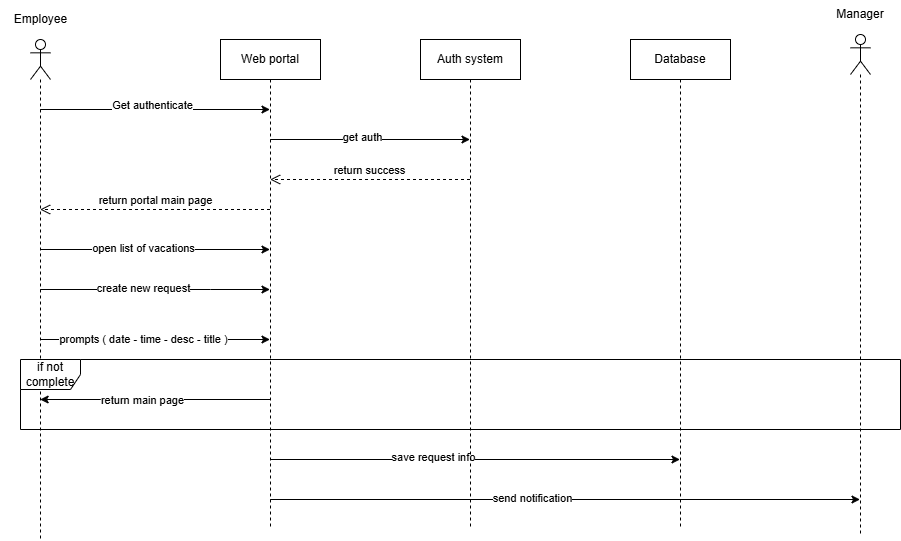 Employee
Manager
Web portal
Auth system
Database
Get authenticate
get auth
return success
return portal main page
open list of vacations
create new request
prompts ( date - time - desc - title )
if not
complete
return main page
save request info
send notification